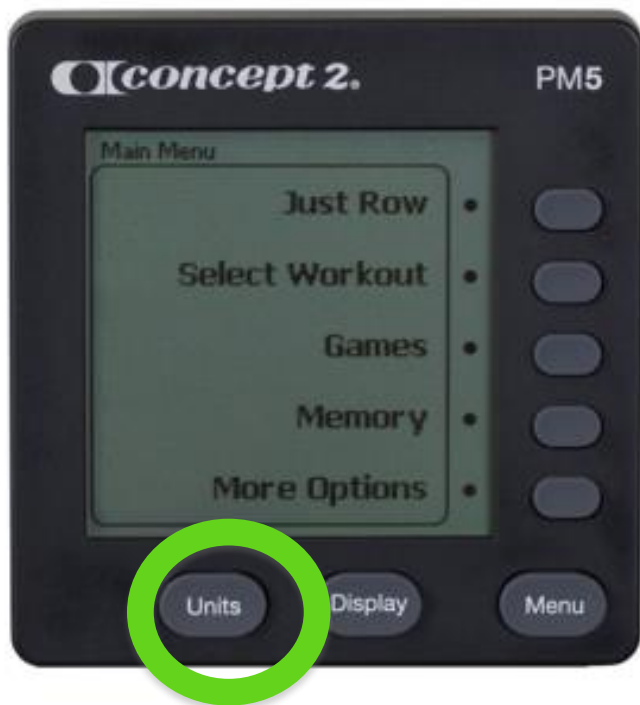 concept 2.
PM5
Main Menu
Just Row
Select Workout
Games
Memory
More Options
Units
Display
Menu